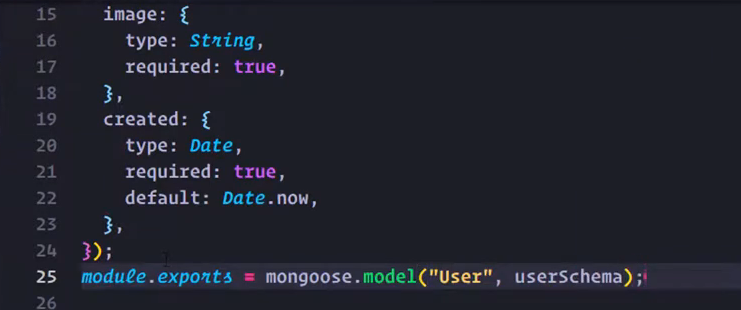 15 image: {
16 type: String,
17 required: true,
18 },
19 created: {
20 type: Date,
21 required: true,
22 default: Date.now,
23 },
24 });
25 module.exports = mongoose.model("User", userSchema);
26